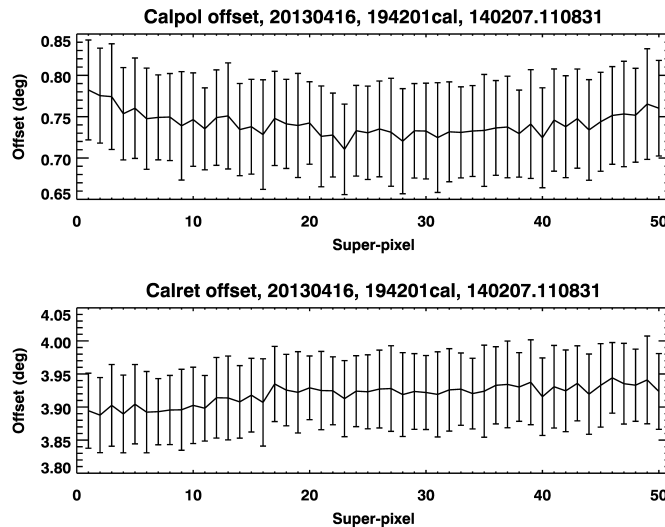 Calpol offset, 20130416, 194201cal, 140207.110831
0.85
0.80
0.75
0.70
0.65
Offset (deg)
0 10 20 30 40 50
Super-pixel
Calret offset, 20130416, 194201cal, 140207.110831
4.05
4.00
3.95
3.90
3.85
3.80
Offset (deg)
0 10 20 30 40 50
Super-pixel